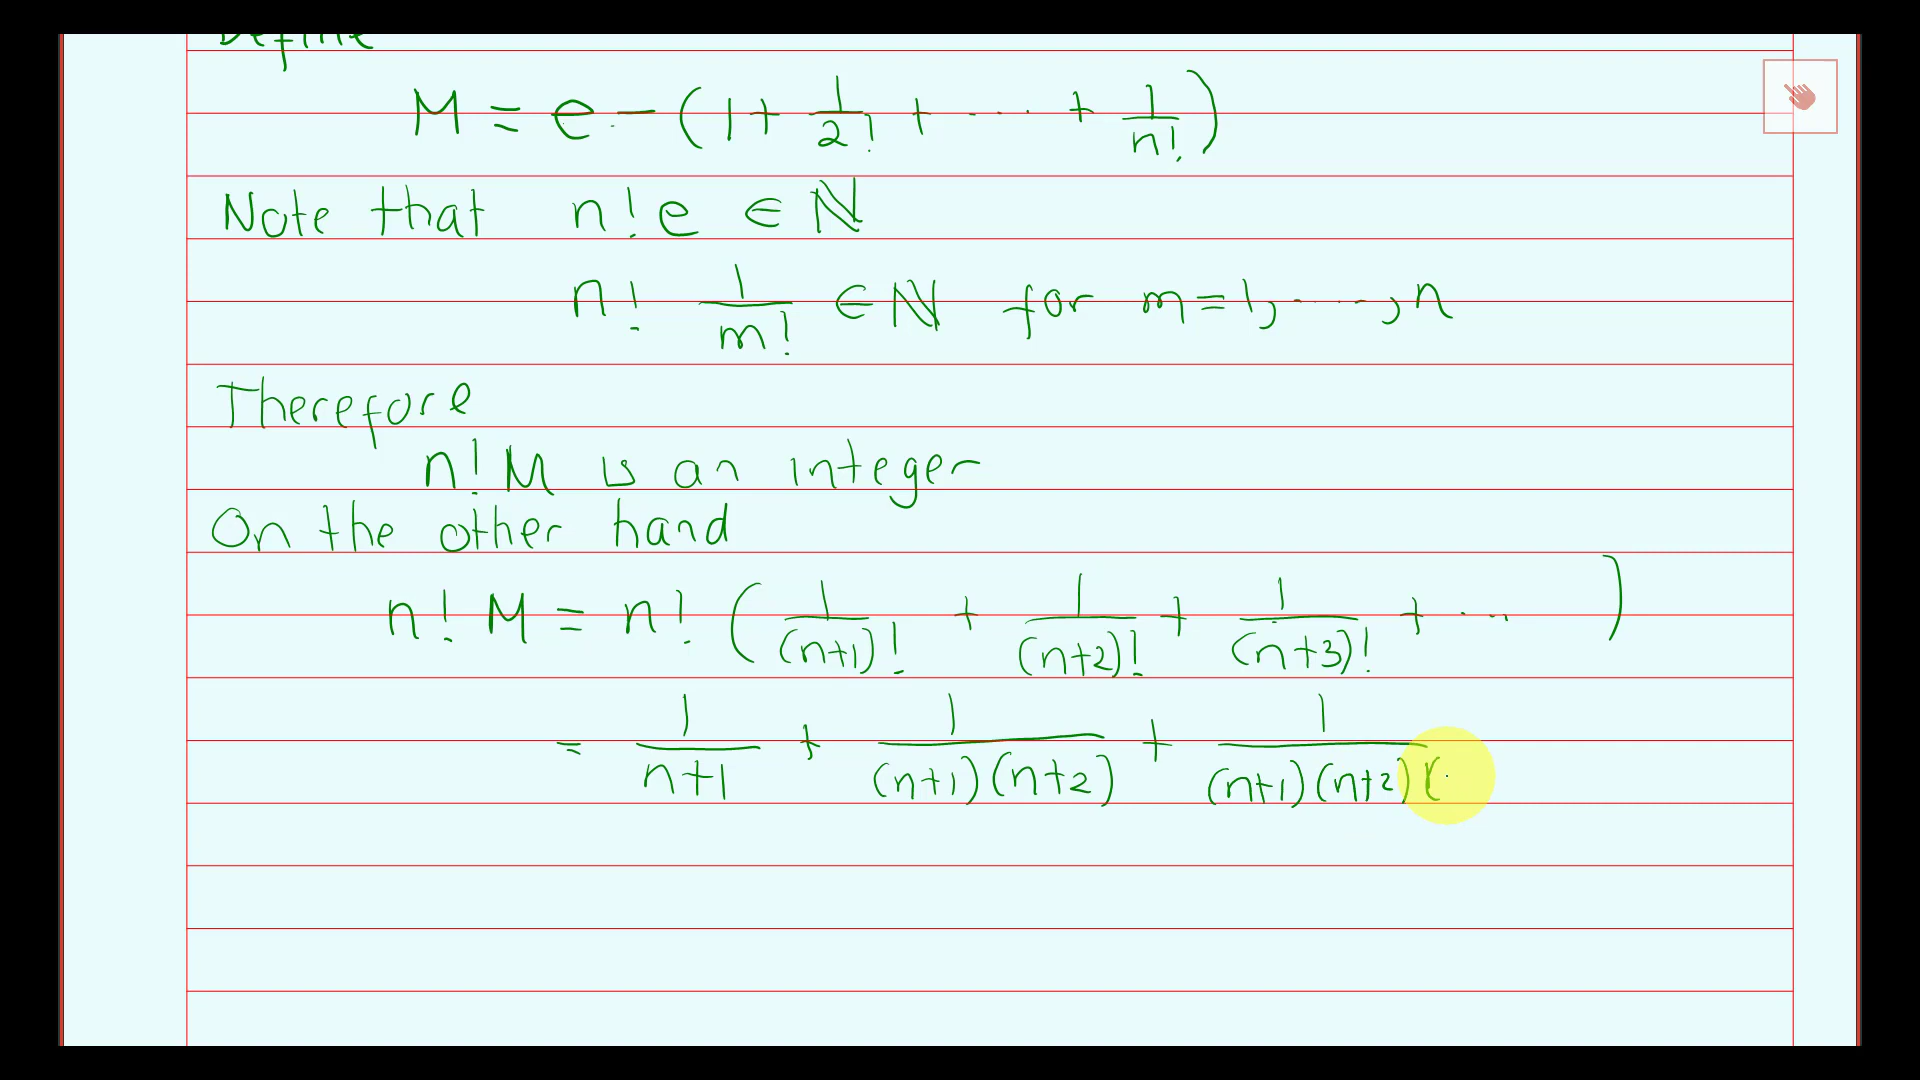 Define
M = e - (1 + 1/2! + ... + 1/n!)
Note that n!e ∈ ℕ
n! 1/m! ∈ ℕ for m=1, ..., n
Therefore
n!M is an integer
On the other hand
n! M = n! (1/(n+1)! + 1/(n+2)! + 1/(n+3)! + ... )
= 1/(n+1) + 1/((n+1)(n+2)) + 1/((n+1)(n+2)(